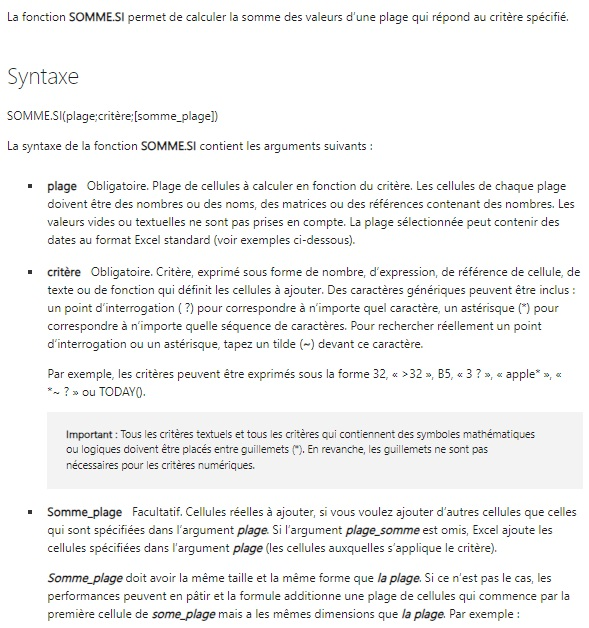 La fonction SOMME.SI permet de calculer la somme des valeurs d’une plage qui répond au critère spécifié.
Syntaxe
SOMME.SI(plage;critère;[somme_plage])
La syntaxe de la fonction SOMME.SI contient les arguments suivants :
▪ plage Obligatoire. Plage de cellules à calculer en fonction du critère. Les cellules de chaque plage
doivent être des nombres ou des noms, des matrices ou des références contenant des nombres. Les
valeurs vides ou textuelles ne sont pas prises en compte. La plage sélectionnée peut contenir des
dates au format Excel standard (voir exemples ci-dessous).
▪ critère Obligatoire. Critère, exprimé sous forme de nombre, d’expression, de référence de cellule, de
texte ou de fonction qui définit les cellules à ajouter. Des caractères génériques peuvent être inclus :
un point d’interrogation ( ?) pour correspondre à n’importe quel caractère, un astérisque (*) pour
correspondre à n’importe quelle séquence de caractères. Pour rechercher réellement un point
d’interrogation ou un astérisque, tapez un tilde (~) devant ce caractère.
Par exemple, les critères peuvent être exprimés sous la forme 32, « >32 », B5, « 3 ? », « apple* », «
*~ ? » ou TODAY().
Important : Tous les critères textuels et tous les critères qui contiennent des symboles mathématiques
ou logiques doivent être placés entre guillemets ("). En revanche, les guillemets ne sont pas
nécessaires pour les critères numériques.
▪ Somme_plage Facultatif. Cellules réelles à ajouter, si vous voulez ajouter d’autres cellules que celles
qui sont spécifiées dans l’argument plage. Si l’argument plage_somme est omis, Excel ajoute les
cellules spécifiées dans l’argument plage (les cellules auxquelles s’applique le critère).
Somme_plage doit avoir la même taille et la même forme que la plage. Si ce n’est pas le cas, les
performances peuvent en pâtir et la formule additionne une plage de cellules qui commence par la
première cellule de some_plage mais a les mêmes dimensions que la plage. Par exemple :